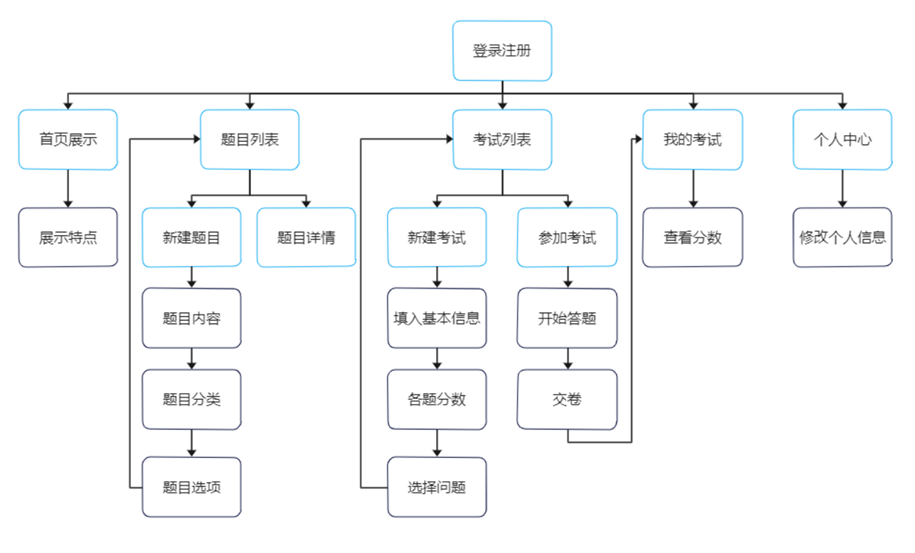 登录注册
首页展示
题目列表
考试列表
我的考试
个人中心
展示特点
新建题目
题目详情
新建考试
参加考试
查看分数
修改个人信息
题目内容
填入基本信息
开始答题
题目分类
各题分数
交卷
题目选项
选择问题